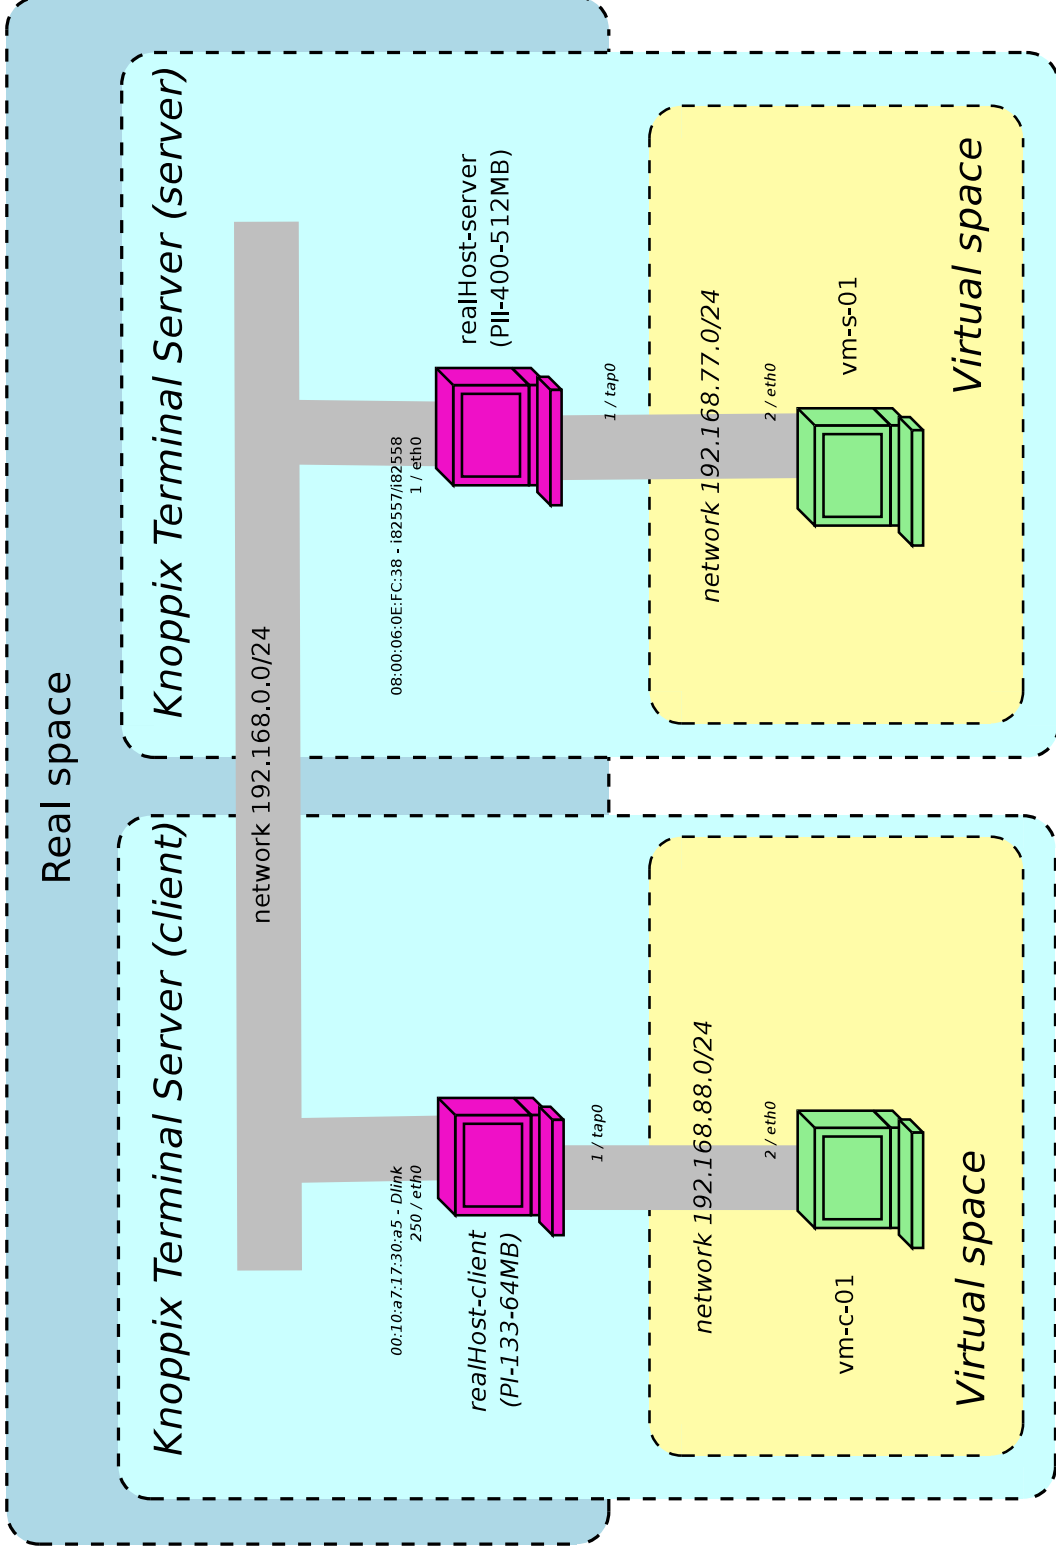 Real space
Knoppix Terminal Server (client)
network 192.168.0.0/24
00:10:a7:17:30:a5 - Dlink
250 / eth0
realHost-client
(PI-133-64MB)
1 / tap0
network 192.168.88.0/24
2 / eth0
vm-c-01
Virtual space
Knoppix Terminal Server (server)
08:00:06:0E:FC:38 - i82557/i82558
1 / eth0
realHost-server
(PII-400-512MB)
1 / tap0
network 192.168.77.0/24
2 / eth0
vm-s-01
Virtual space